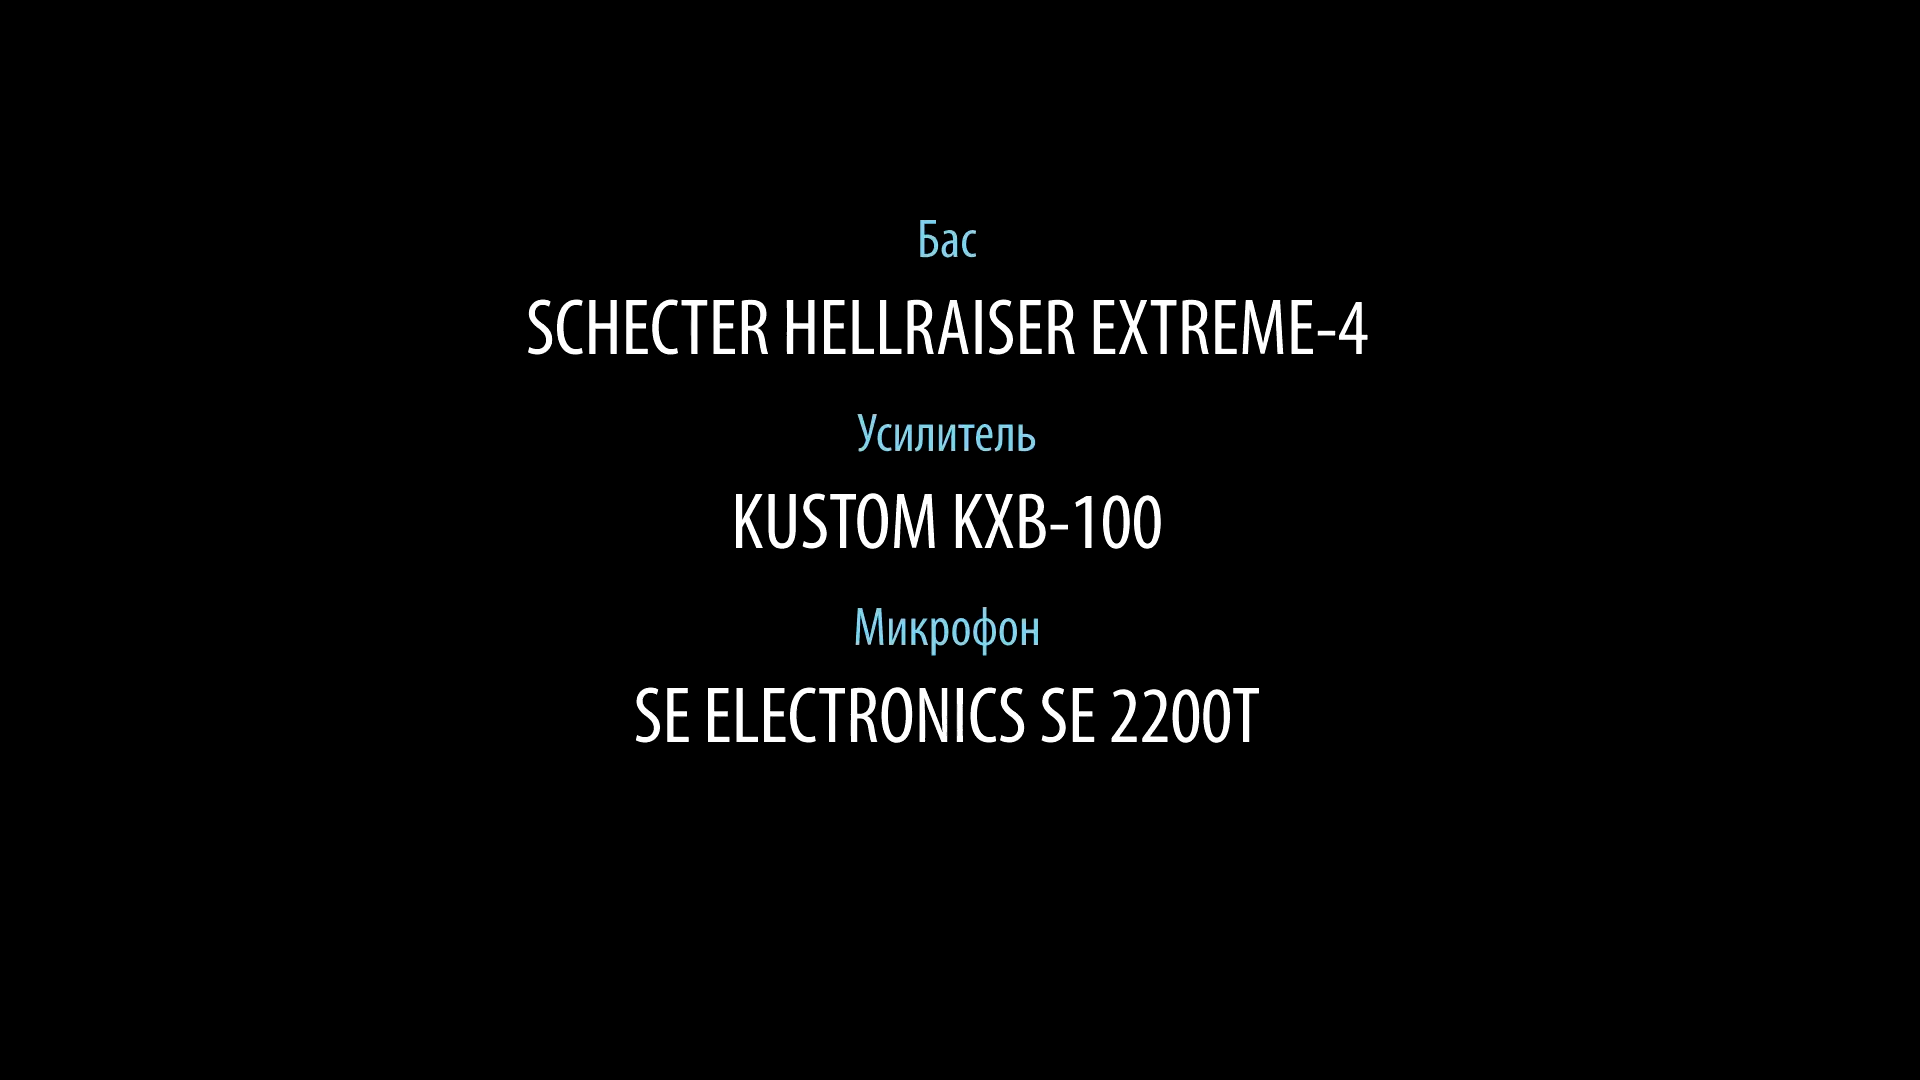 Бас
SCHECTER HELLRAISER EXTREME-4
Усилитель
KUSTOM KXB-100
Микрофон
SE ELECTRONICS SE 2200T